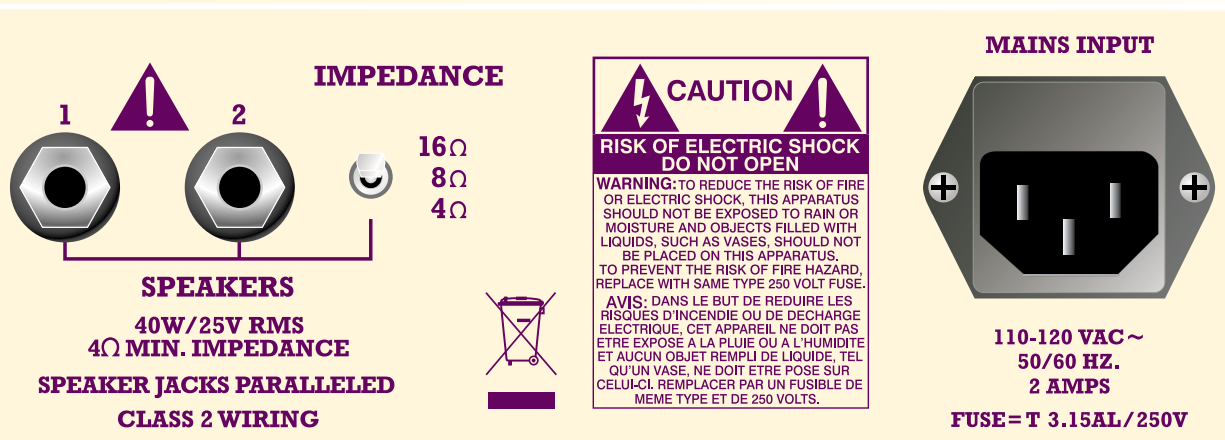 1
2
IMPEDANCE
16Ω
8Ω
4Ω
SPEAKERS
40W/25V RMS
4Ω MIN. IMPEDANCE
SPEAKER JACKS PARALLELED
CLASS 2 WIRING
CAUTION
RISK OF ELECTRIC SHOCK
DO NOT OPEN
WARNING: TO REDUCE THE RISK OF FIRE
OR ELECTRIC SHOCK, THIS APPARATUS
SHOULD NOT BE EXPOSED TO RAIN OR
MOISTURE AND OBJECTS FILLED WITH
LIQUIDS, SUCH AS VASES, SHOULD NOT
BE PLACED ON THIS APPARATUS.
TO PREVENT THE RISK OF FIRE HAZARD,
REPLACE WITH SAME TYPE 250 VOLT FUSE.
AVIS: DANS LE BUT DE REDUIRE LES
RISQUES D'INCENDIE OU DE DECHARGE
ELECTRIQUE, CET APPAREIL NE DOIT PAS
ETRE EXPOSE A LA PLUIE OU A L'HUMIDITE
ET AUCUN OBJET REMPLI DE LIQUIDE, TEL
QU'UN VASE, NE DOIT ETRE POSE SUR
CELUI-CI. REMPLACER PAR UN FUSIBLE DE
MEME TYPE ET DE 250 VOLTS.
MAINS INPUT
110-120 VAC~
50/60 HZ.
2 AMPS
FUSE=T 3.15AL/250V